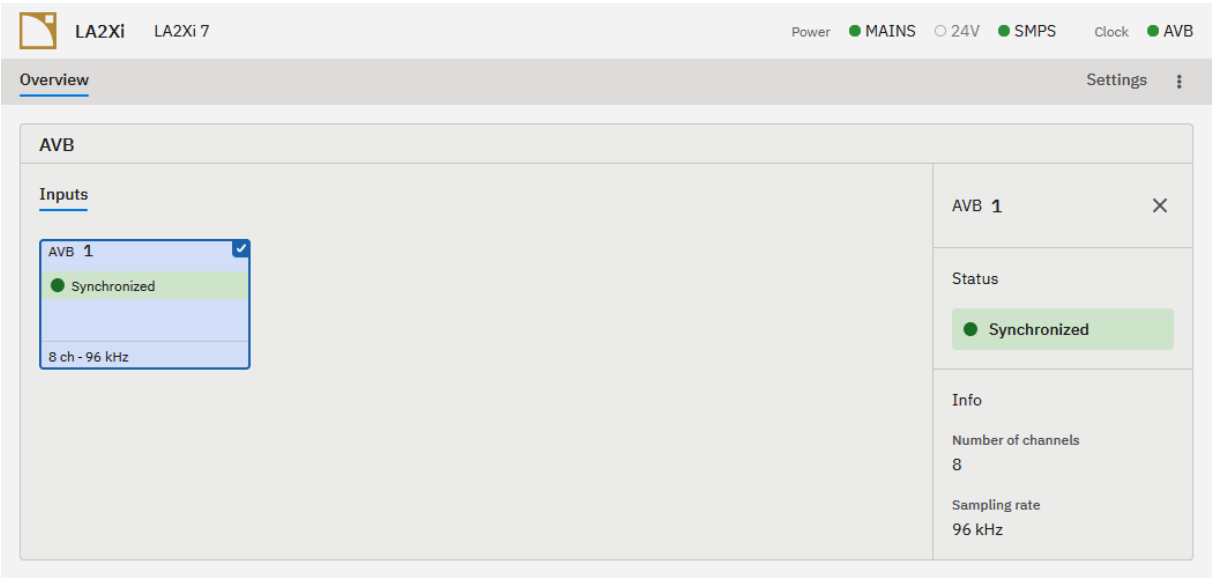 LA2Xi LA2Xi 7 Power MAINS 24V SMPS Clock AVB
Overview Settings
AVB
Inputs
AVB 1
Synchronized
8 ch - 96 kHz
AVB 1
Status
Synchronized
Info
Number of channels
8
Sampling rate
96 kHz